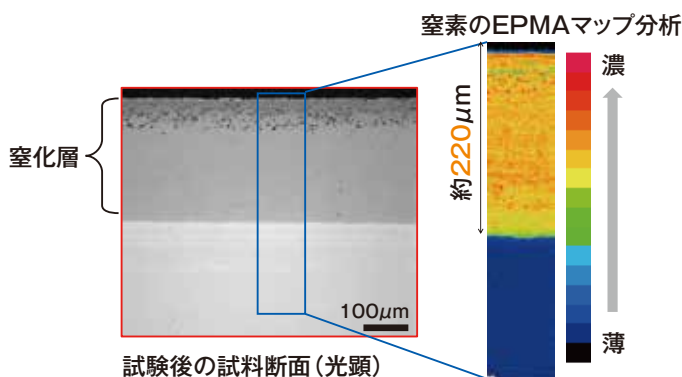 窒素のEPMAマップ分析
濃
窒化層
約220μm
100μm
薄
試験後の試料断面（光顕）